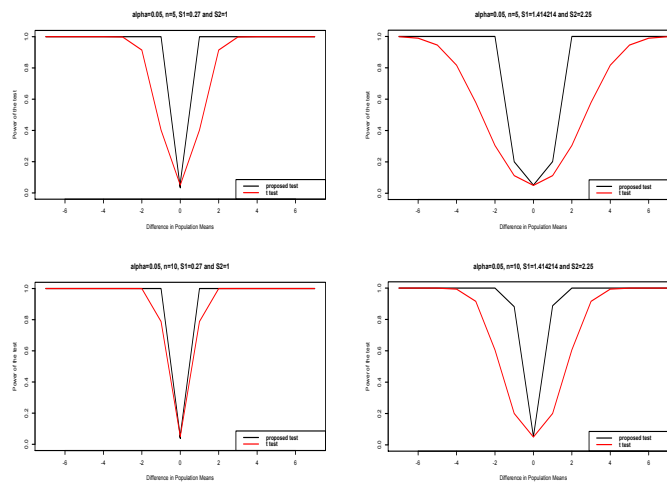 alpha=0.05, n=5, S1=0.27 and S2=1
Power of the test
0.0 0.2 0.4 0.6 0.8 1.0
-6 -4 -2 0 2 4 6
Difference in Population Means
proposed test
t test
alpha=0.05, n=5, S1=1.414214 and S2=2.25
Power of the test
0.0 0.2 0.4 0.6 0.8 1.0
-6 -4 -2 0 2 4 6
Difference in Population Means
proposed test
t test
alpha=0.05, n=10, S1=0.27 and S2=1
Power of the test
0.0 0.2 0.4 0.6 0.8 1.0
-6 -4 -2 0 2 4 6
Difference in Population Means
proposed test
t test
alpha=0.05, n=10, S1=1.414214 and S2=2.25
Power of the test
0.0 0.2 0.4 0.6 0.8 1.0
-6 -4 -2 0 2 4 6
Difference in Population Means
proposed test
t test